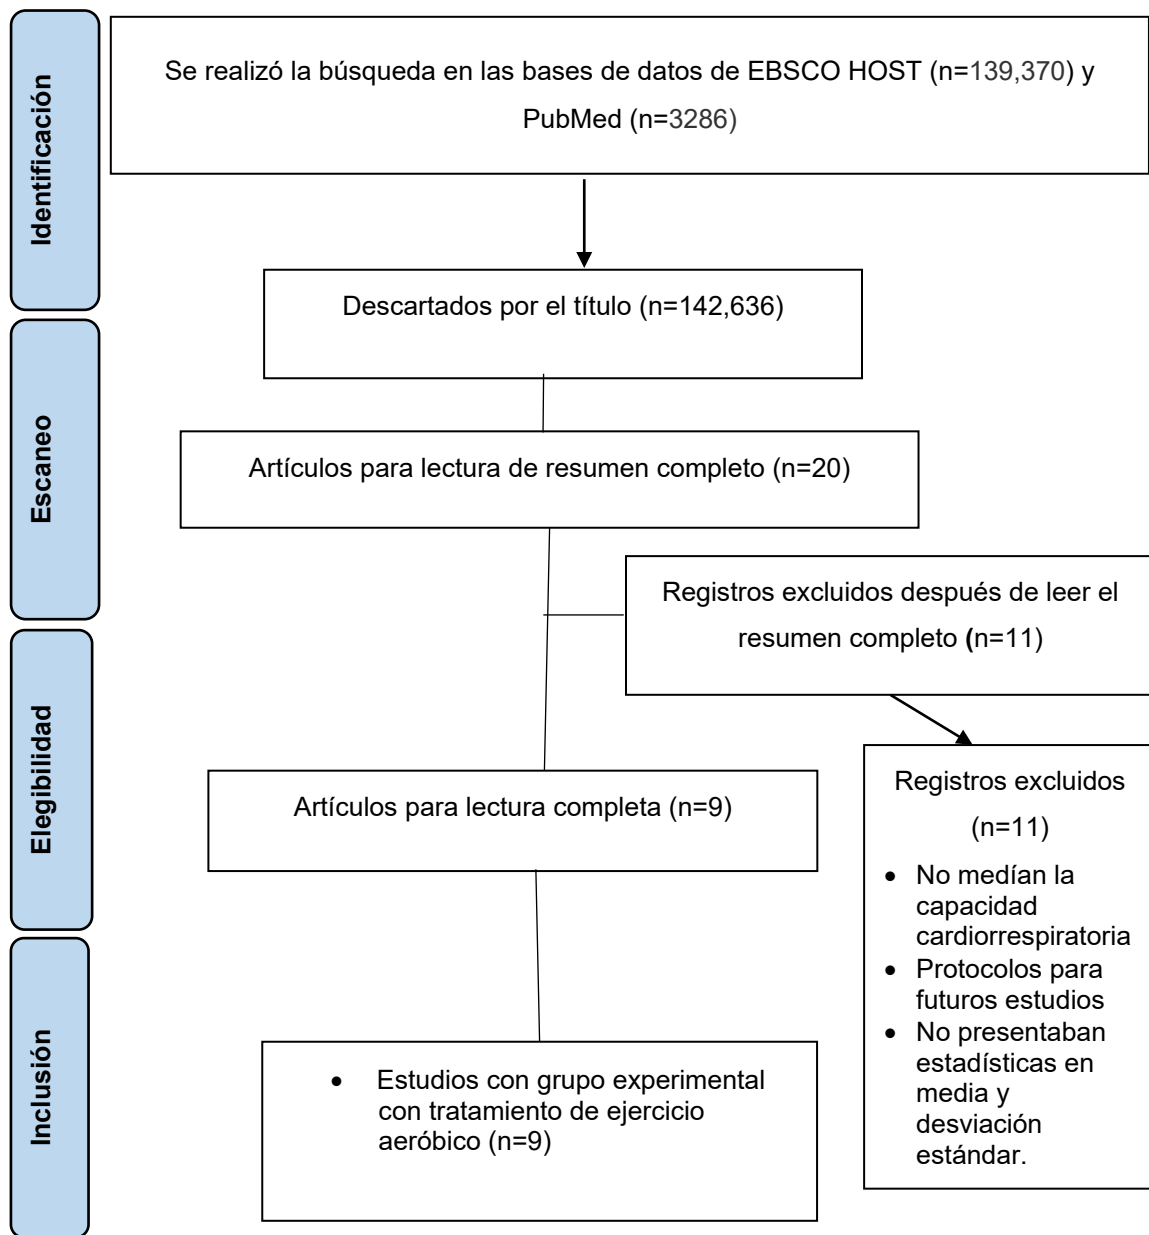 Identificación
Se realizó la búsqueda en las bases de datos de EBSCO HOST (n=139,370) y
PubMed (n=3286)
Descartados por el título (n=142,636)
Escaneo
Artículos para lectura de resumen completo (n=20)
Registros excluidos después de leer el
resumen completo (n=11)
Elegibilidad
Artículos para lectura completa (n=9)
Registros excluidos
(n=11)
• No medían la
capacidad
cardiorrespiratoria
• Protocolos para
futuros estudios
• No presentaban
estadísticas en
media y
desviación
estándar.
Inclusión
• Estudios con grupo experimental
con tratamiento de ejercicio
aeróbico (n=9)